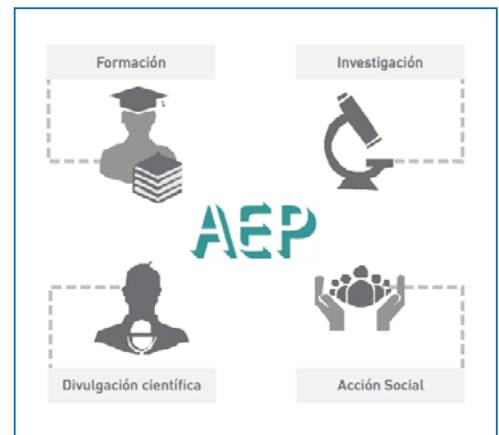 Formación
Investigación
AEP
Divulgación científica
Acción Social